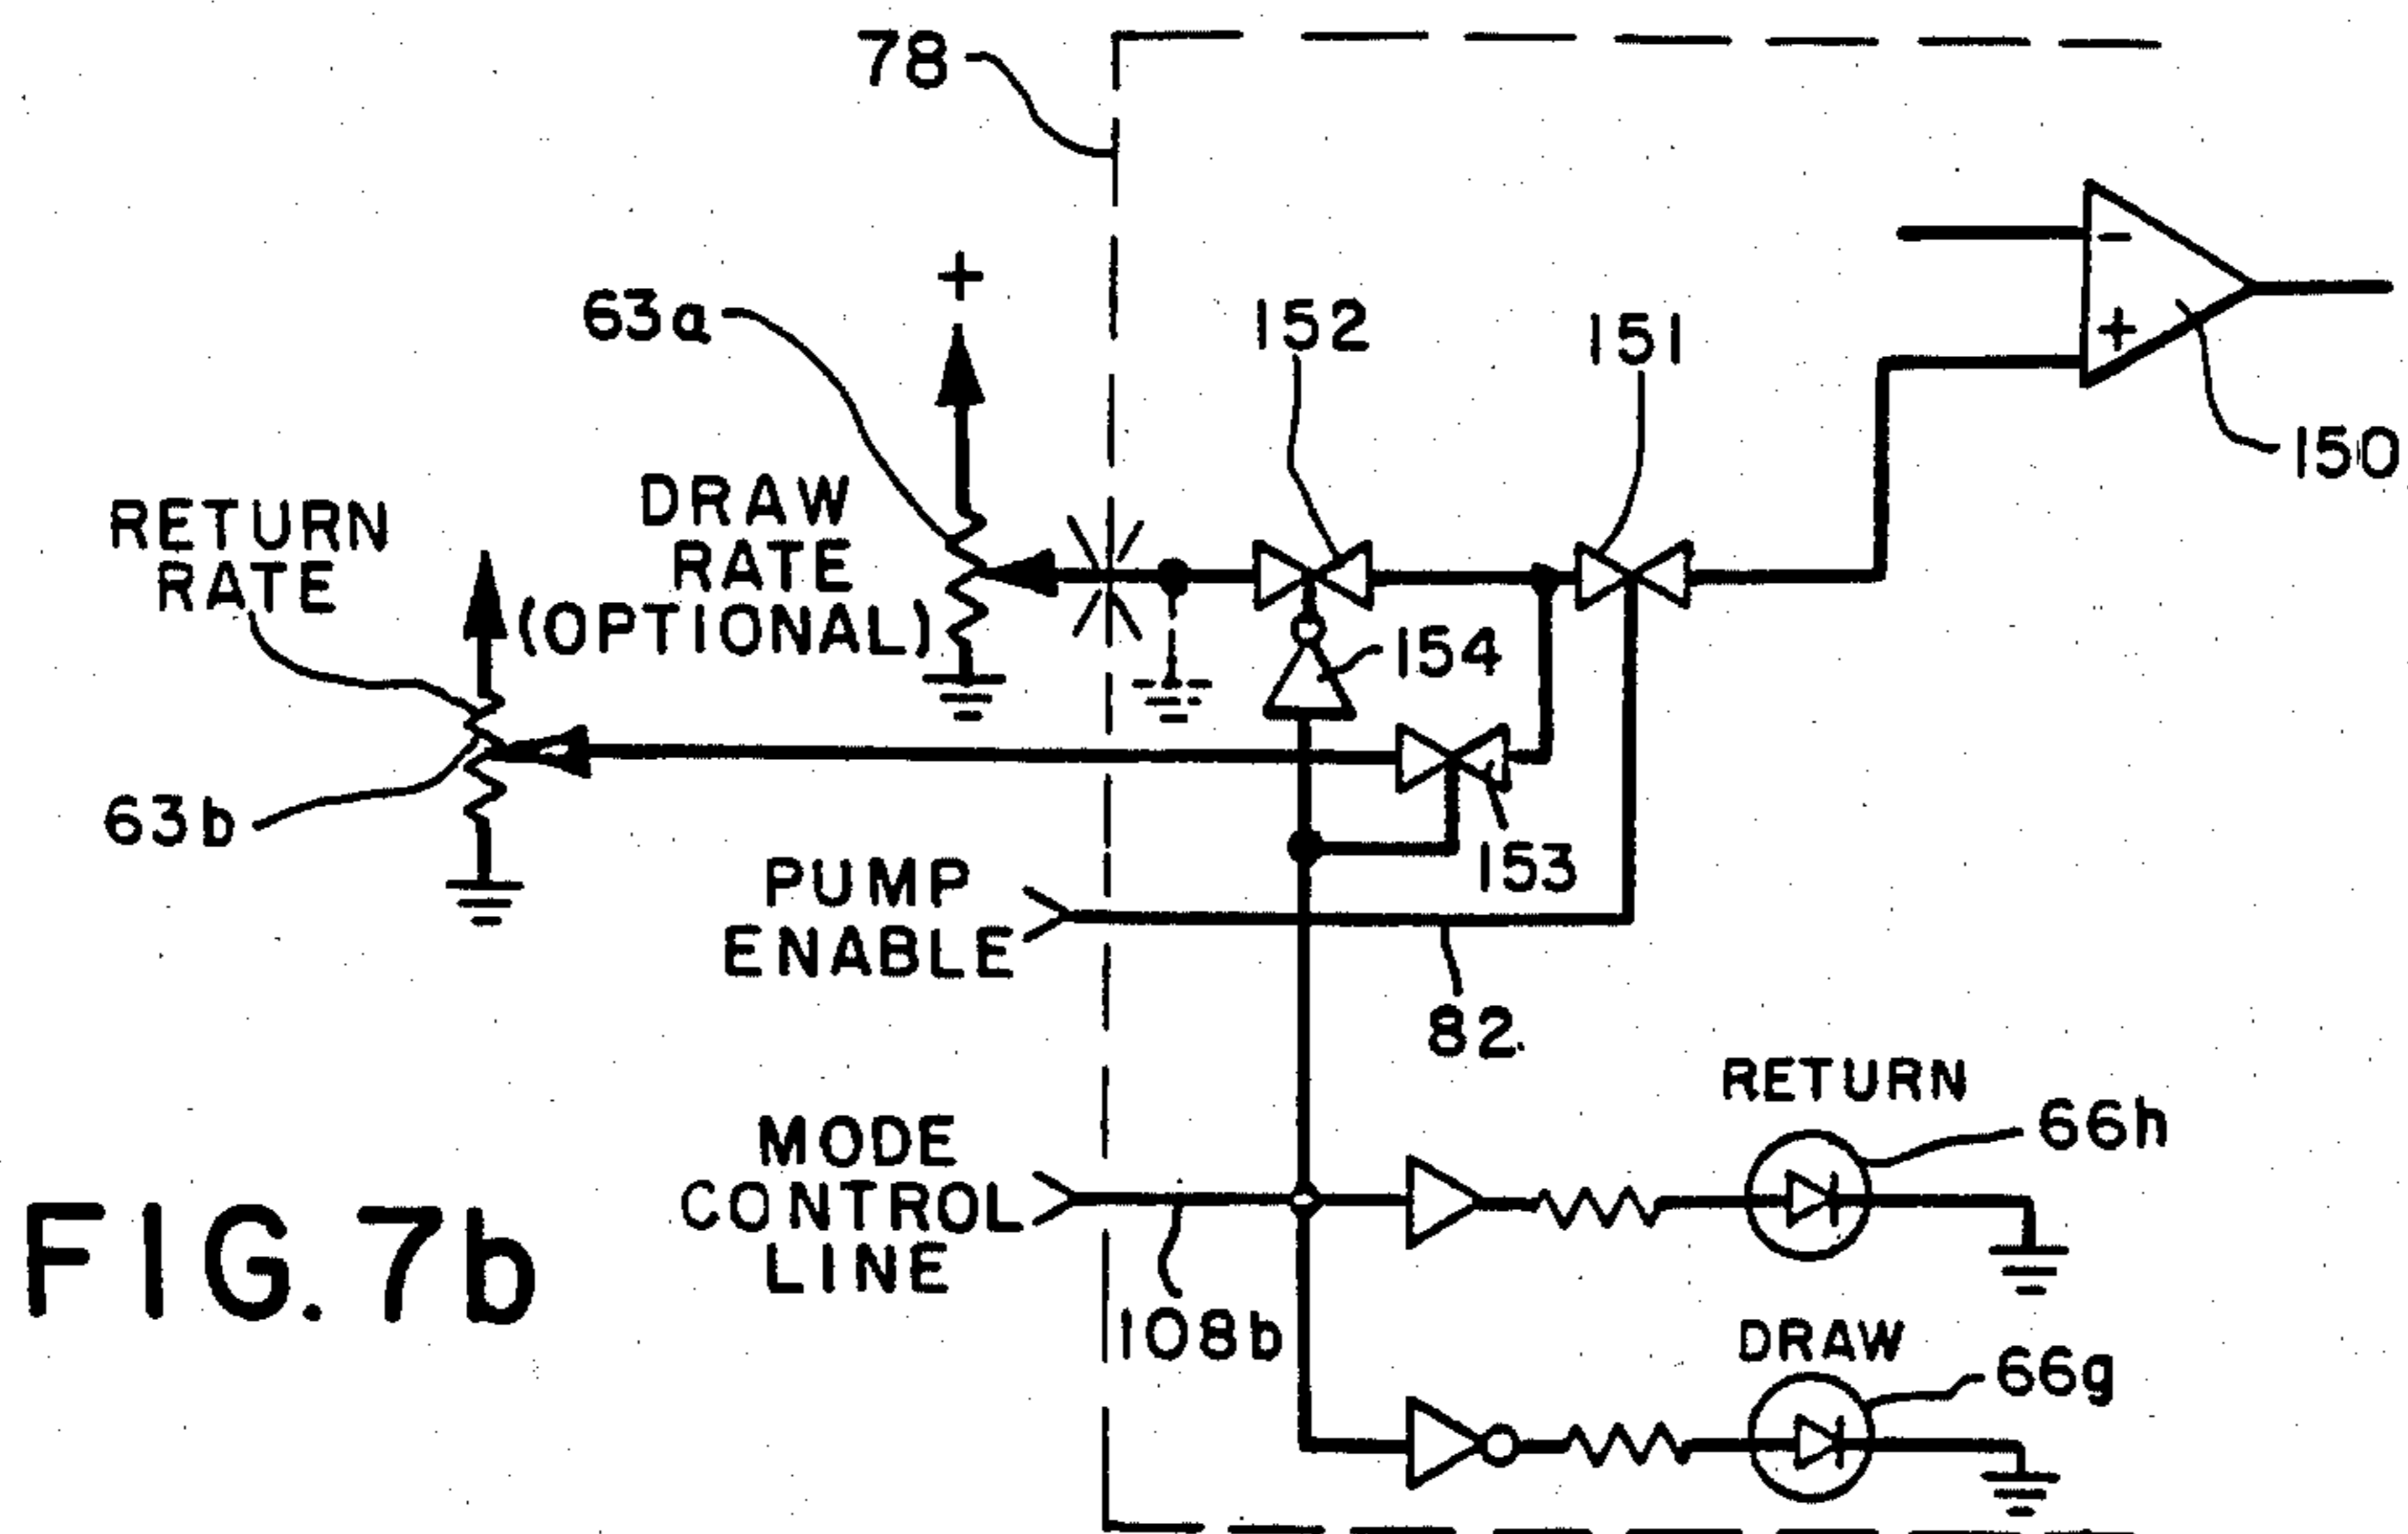 78
+
63a
152
151
-
+
150
RETURN
RATE
DRAW
RATE
(OPTIONAL)
154
63b
153
PUMP
ENABLE
82
RETURN
66h
MODE
CONTROL
LINE
108b
DRAW
66g
FIG. 7b